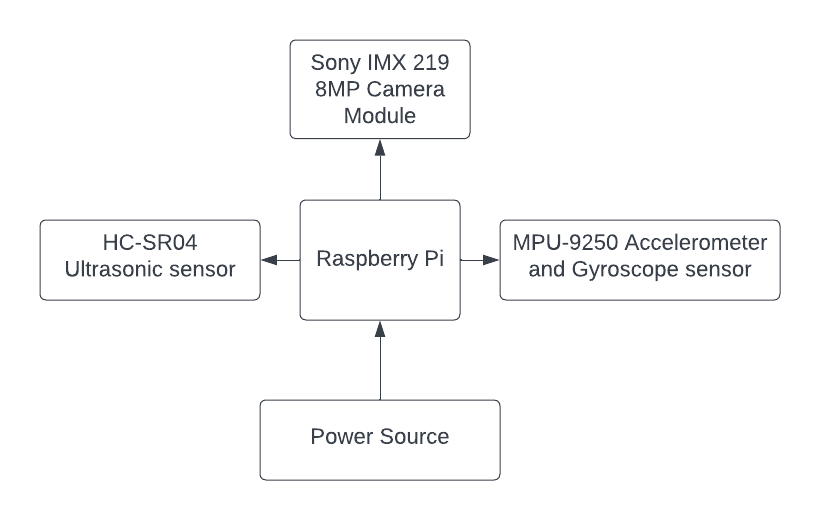 Sony IMX 219
8MP Camera
Module
HC-SR04
Ultrasonic sensor
Raspberry Pi
MPU-9250 Accelerometer
and Gyroscope sensor
Power Source